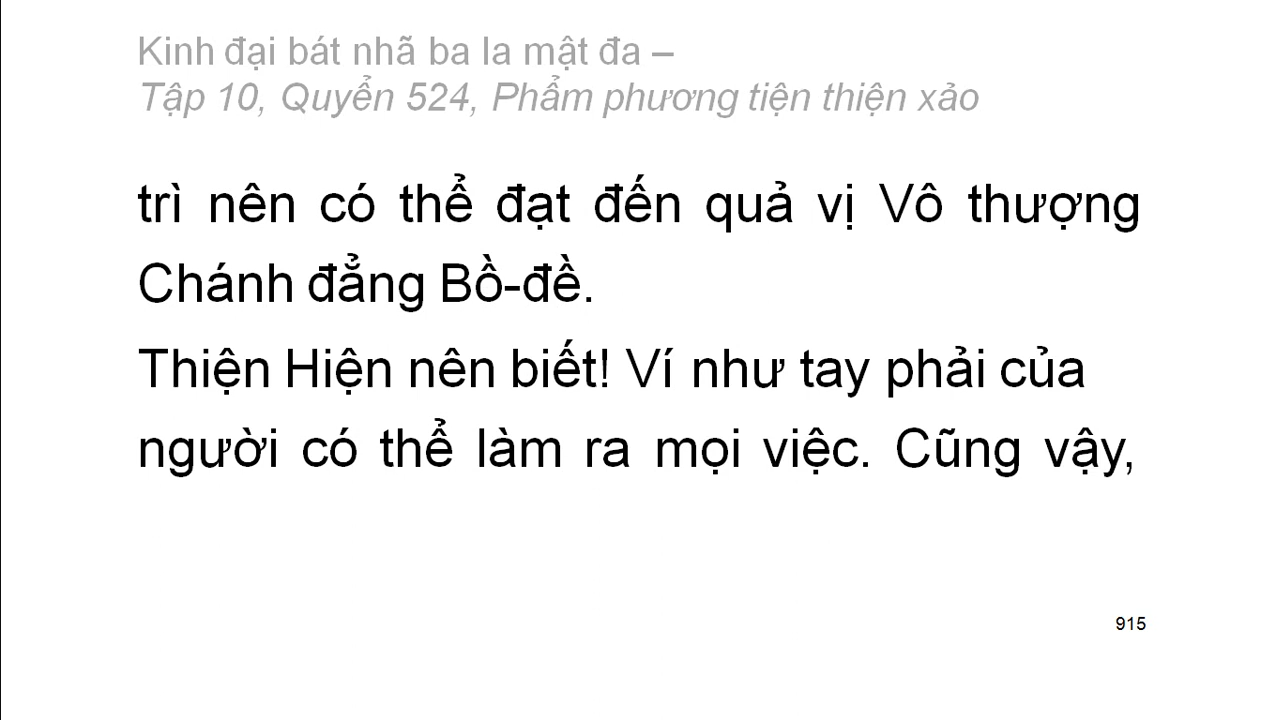 Kinh đại bát nhã ba la mật đa –
Tập 10, Quyển 524, Phẩm phương tiện thiện xảo
trì nên có thể đạt đến quả vị Vô thượng
Chánh đẳng Bồ-đề.
Thiện Hiện nên biết! Ví như tay phải của
người có thể làm ra mọi việc. Cũng vậy,
915